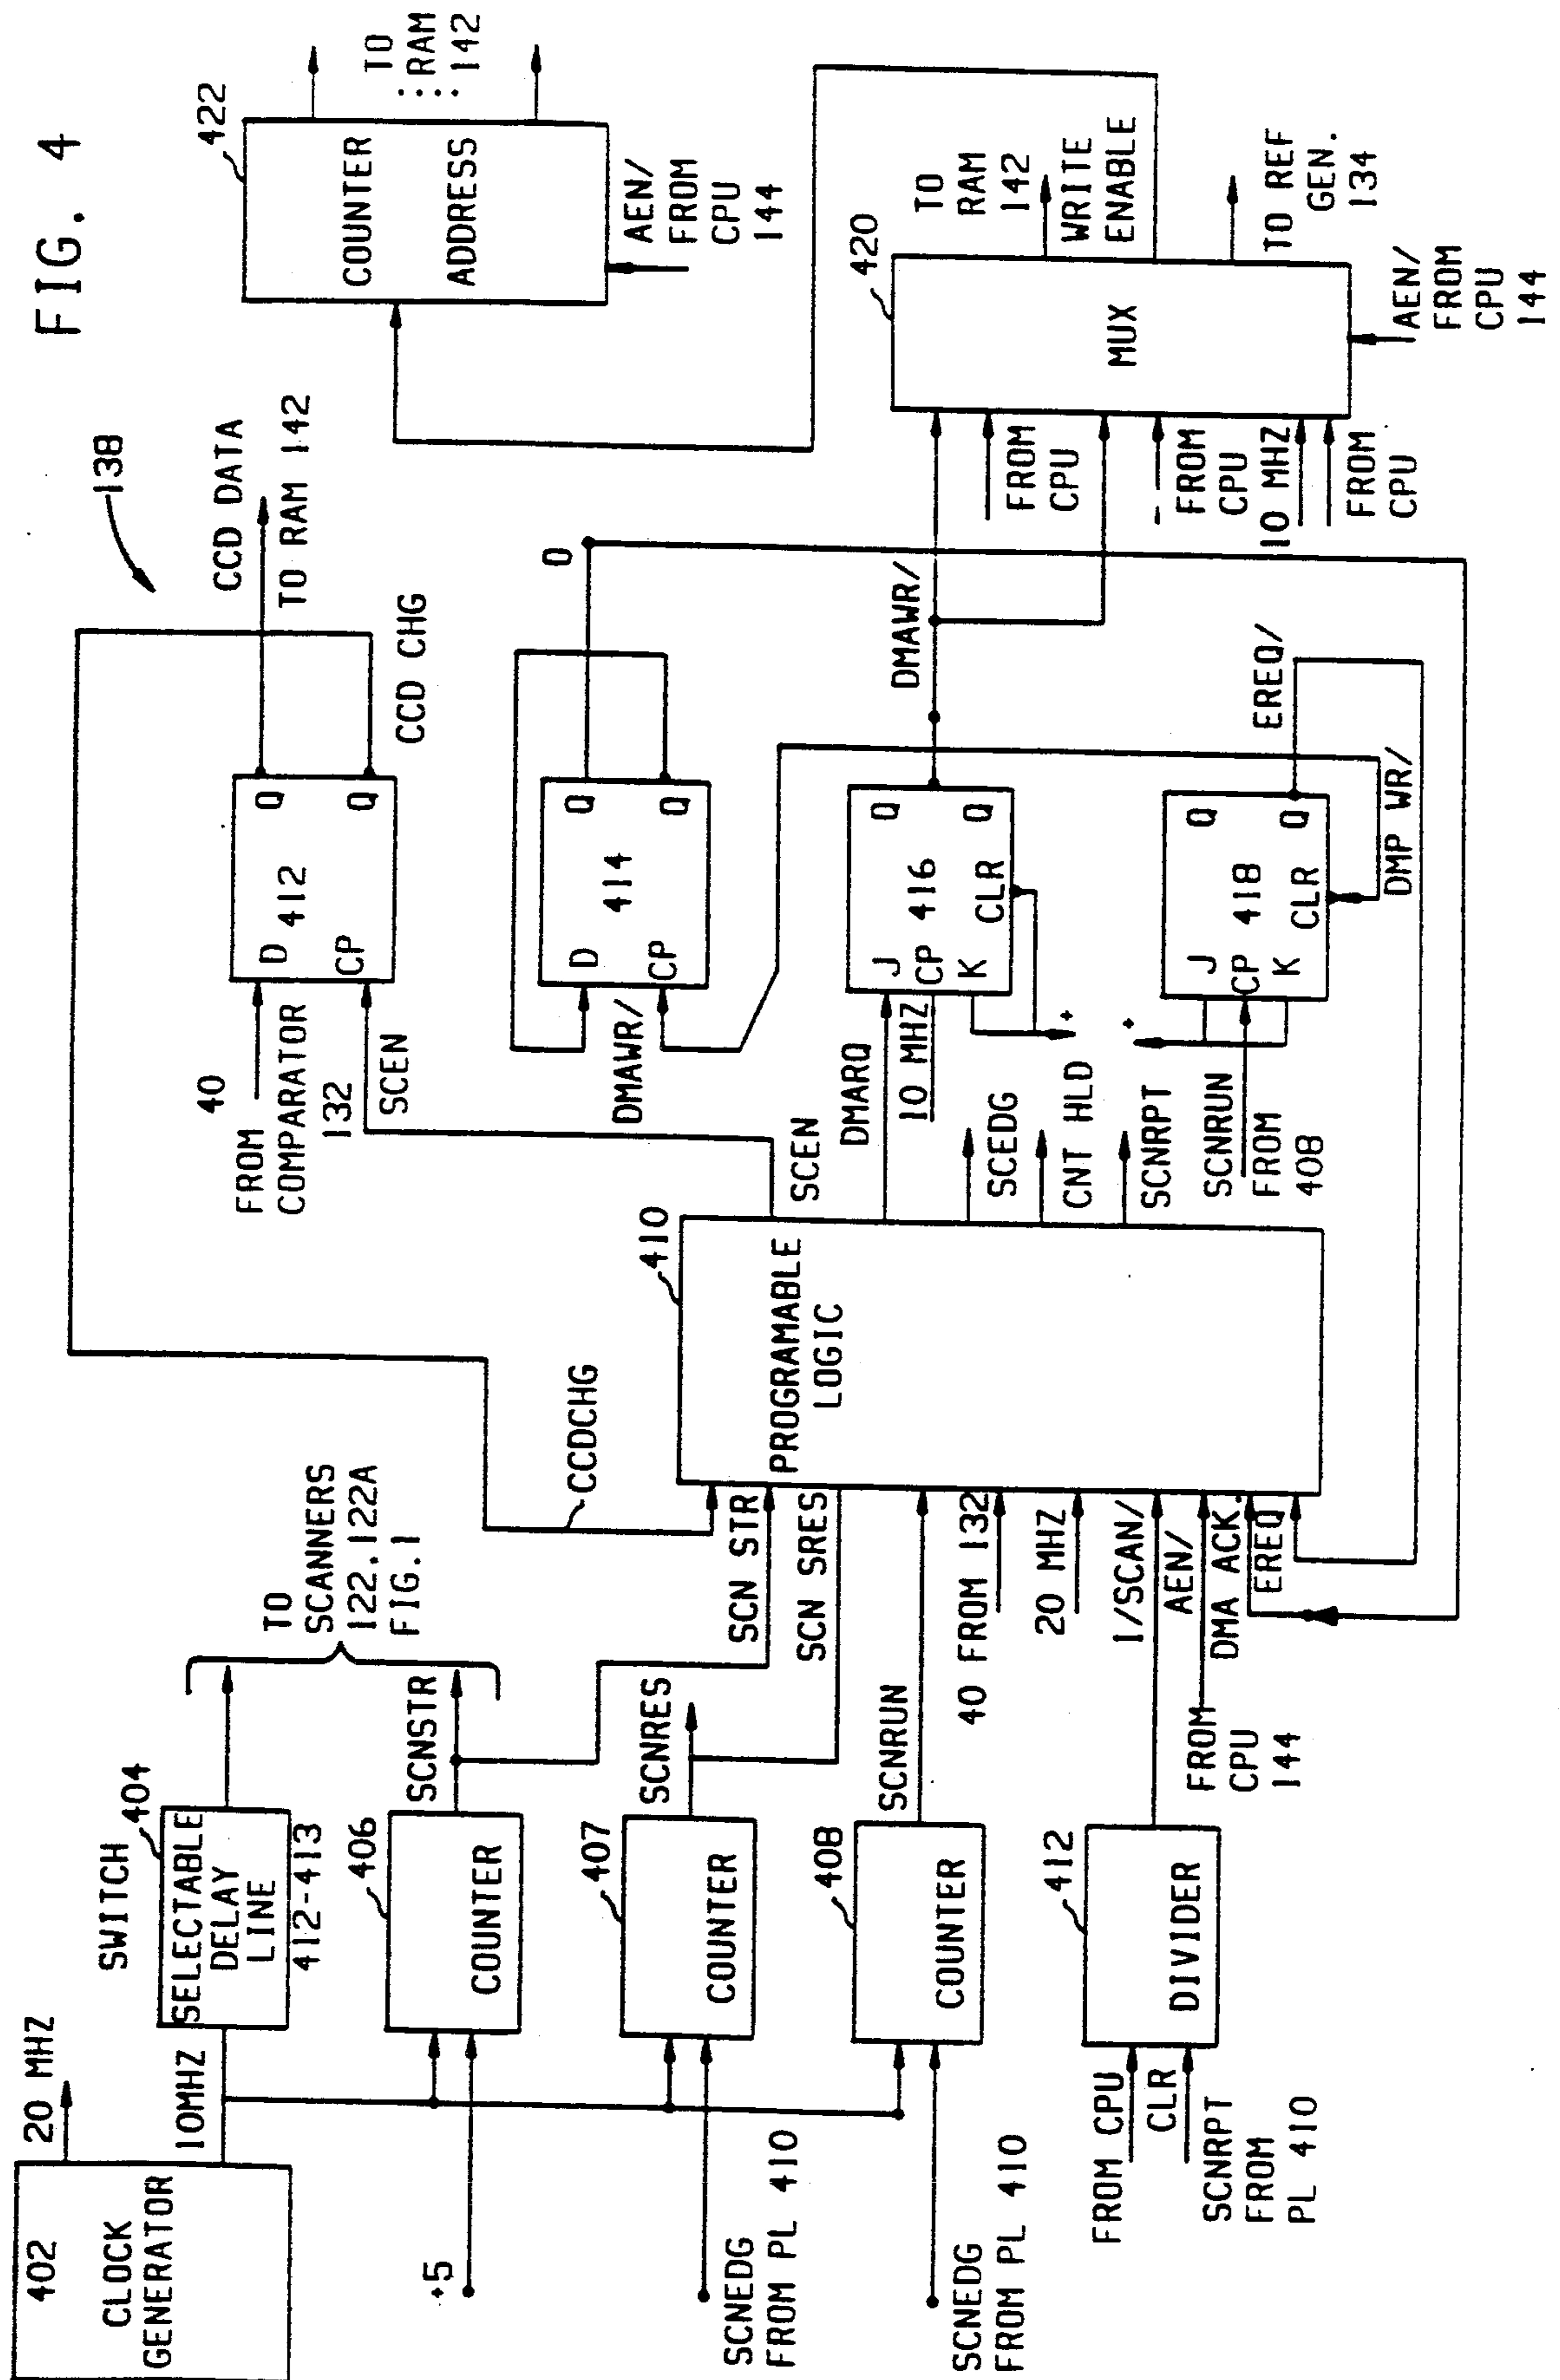 FIG. 4
138
402
CLOCK
GENERATOR
20 MHZ
10MHZ
SWITCH
404
SELECTABLE
DELAY
LINE
412-413
TO
SCANNERS
122,122A
FIG.1
406
COUNTER
+5
SCNSTR
407
COUNTER
SCNEDG
FROM PL 410
SCNRES
408
COUNTER
SCNEDG
FROM PL 410
SCNRUN
412
DIVIDER
FROM CPU
CLR
SCNRPT
FROM
PL 410
CCDCHG
SCN STR
SCN SRES
40 FROM 132
20 MHZ
1/SCAN/
AEN/
FROM
CPU
144
DMA ACK.
EREQ
410
PROGRAMABLE
LOGIC
SCEN
DMARQ
10 MHZ
SCEDG
CNT HLD
SCNRPT
SCNRUN
FROM
408
40
FROM
COMPARATOR
132
SCEN
D
412
CP
Q
Q
CCD DATA
TO RAM 142
CCD CHG
DMAWR/
D
414
CP
Q
Q
0
J
CP 416
K
CLR
Q
Q
+
DMAWR/
+
J
CP 418
K
CLR
Q
Q
EREQ/
DMP WR/
FROM
CPU
FROM
CPU
10 MHZ
FROM
CPU
420
MUX
AEN/
FROM
CPU
144
TO
RAM
142
WRITE
ENABLE
TO REF
GEN.
134
422
COUNTER
ADDRESS
AEN/
FROM
CPU
144
TO
RAM
142